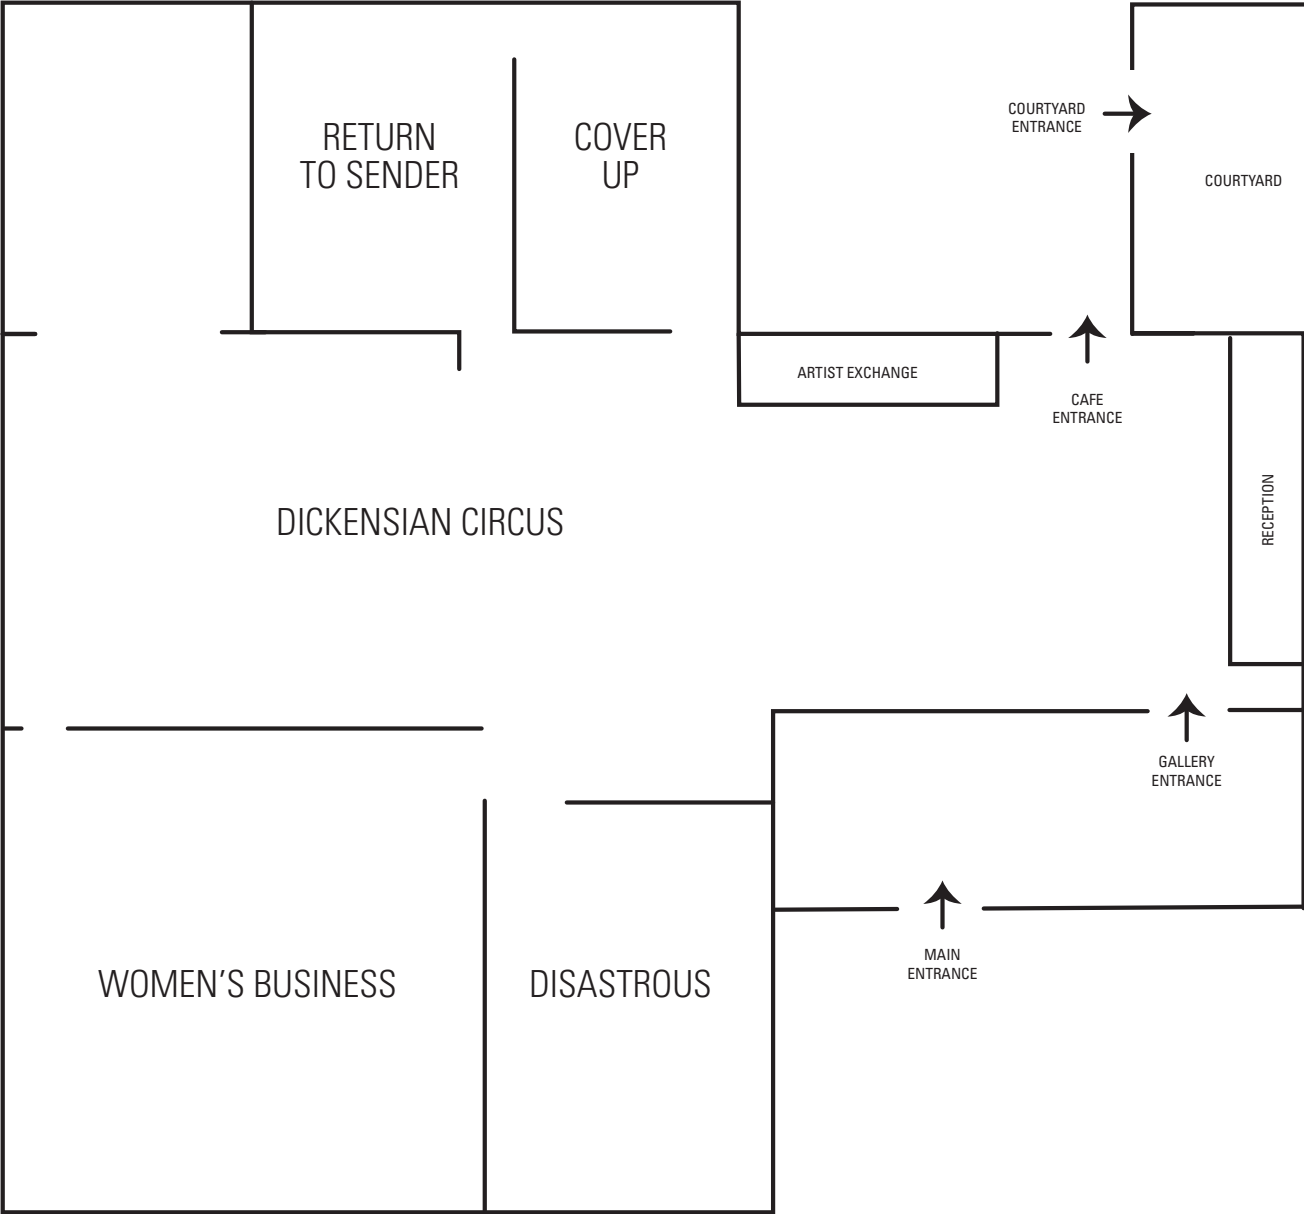 RETURN
TO SENDER
COVER
UP
COURTYARD
ENTRANCE
COURTYARD
ARTIST EXCHANGE
CAFE
ENTRANCE
RECEPTION
DICKENSIAN CIRCUS
GALLERY
ENTRANCE
MAIN
ENTRANCE
WOMEN’S BUSINESS
DISASTROUS